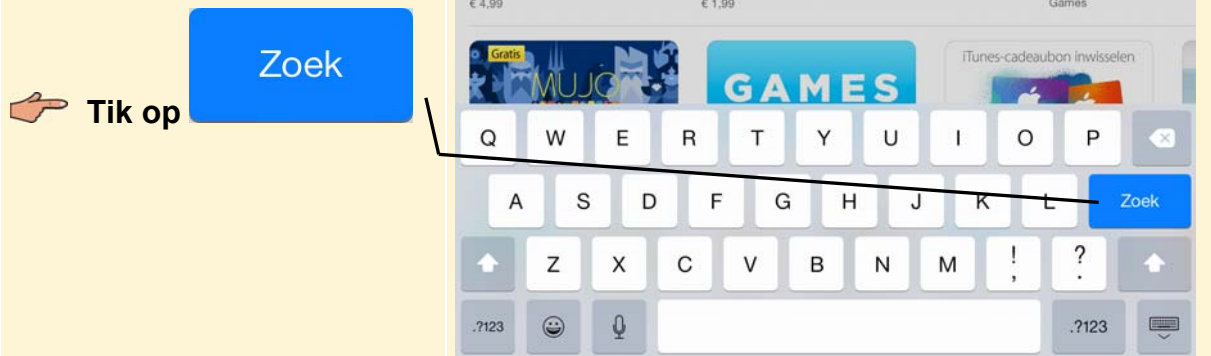 Tik op Zoek
€ 4,99 € 1,99 Games
Gratis
MUJO
GAMES
iTunes-cadeaubon inwisselen
Q W E R T Y U I O P
A S D F G H J K L Zoek
Z X C V B N M ! , ? .
.?123 .?123